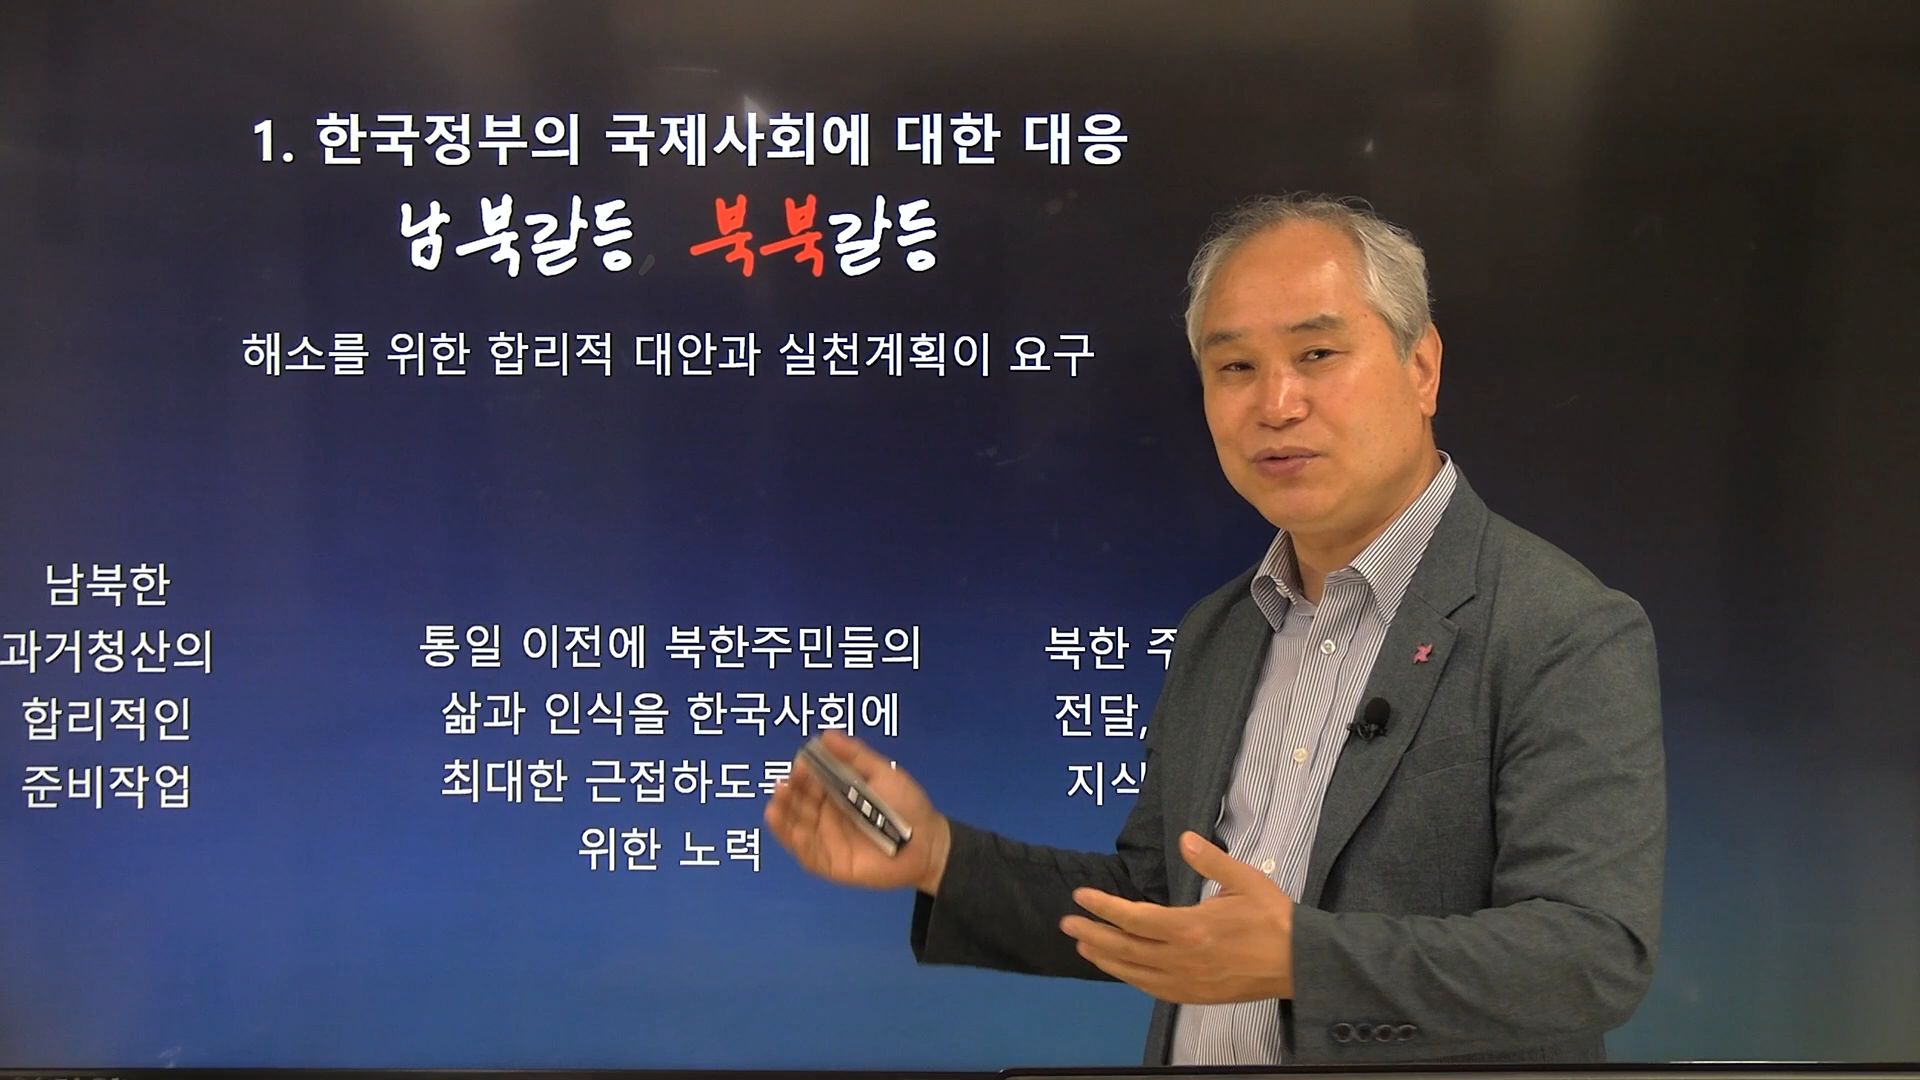 1. 한국정부의 국제사회에 대한 대응
남북갈등, 북북갈등
해소를 위한 합리적 대안과 실천계획이 요구
남북한
과거청산의
합리적인
준비작업
통일 이전에 북한주민들의
삶과 인식을 한국사회에
최대한 근접하도록
위한 노력
북한
전달,
지식